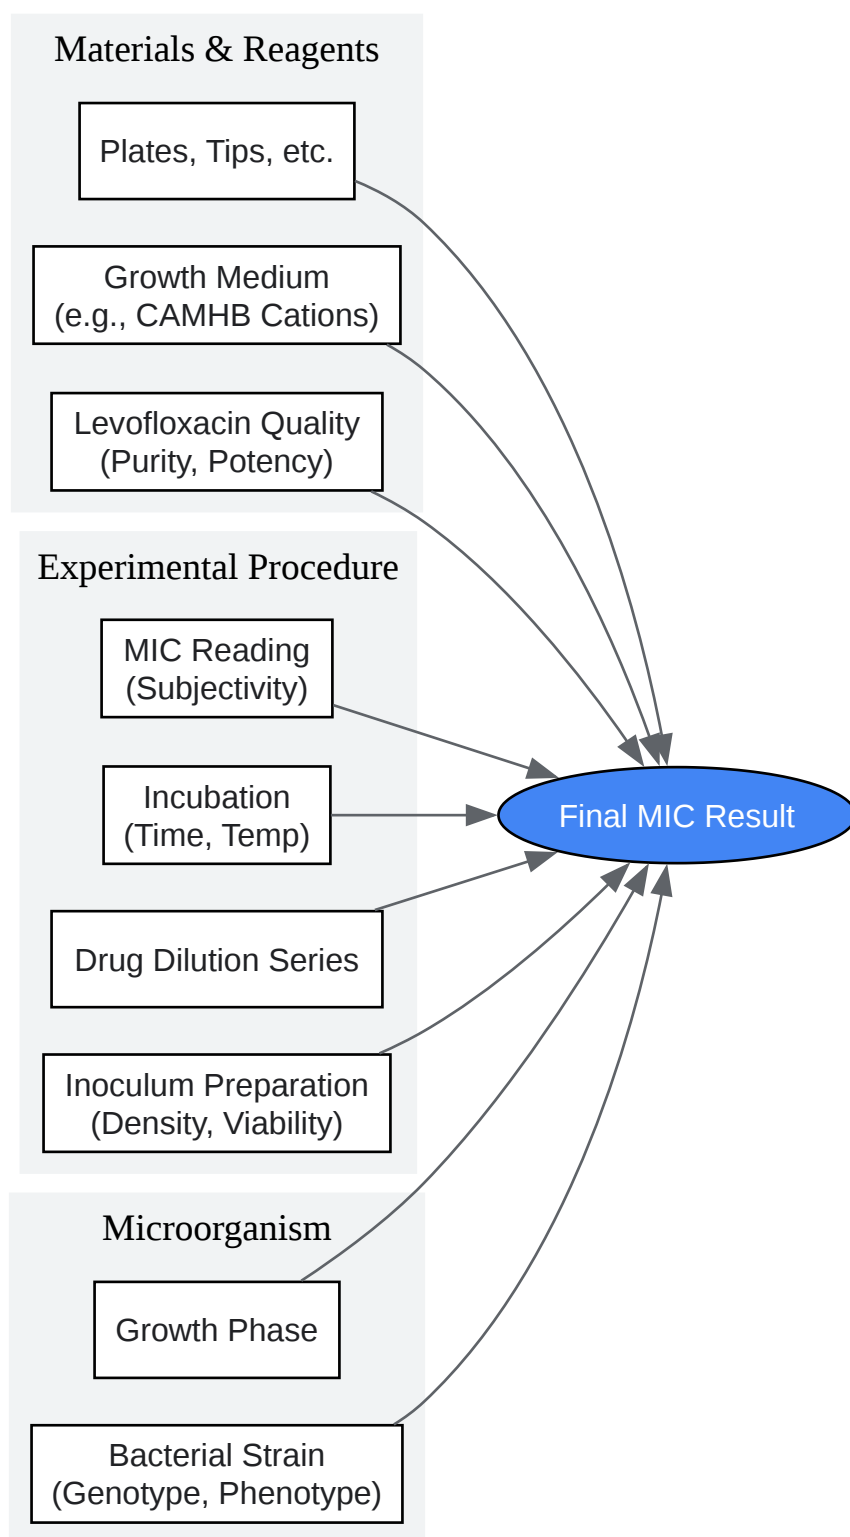 Materials & Reagents
Plates, Tips, etc.
Growth Medium
(e.g., CAMHB Cations)
Levofloxacin Quality
(Purity, Potency)
Experimental Procedure
MIC Reading
(Subjectivity)
Incubation
(Time, Temp)
Final MIC Result
Drug Dilution Series
Inoculum Preparation
(Density, Viability)
Microorganism
Growth Phase
Bacterial Strain
(Genotype, Phenotype)